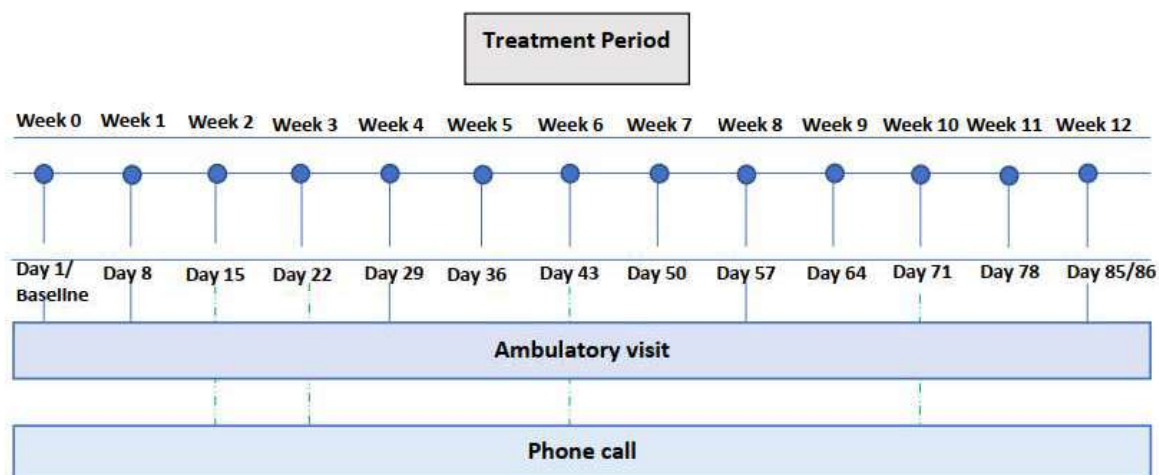 Treatment Period
Week 0 Week 1 Week 2 Week 3 Week 4 Week 5 Week 6 Week 7 Week 8 Week 9 Week 10 Week 11 Week 12
Day 1/ Day 8 Day 15 Day 22 Day 29 Day 36 Day 43 Day 50 Day 57 Day 64 Day 71 Day 78 Day 85/86
Baseline
Ambulatory visit
Phone call